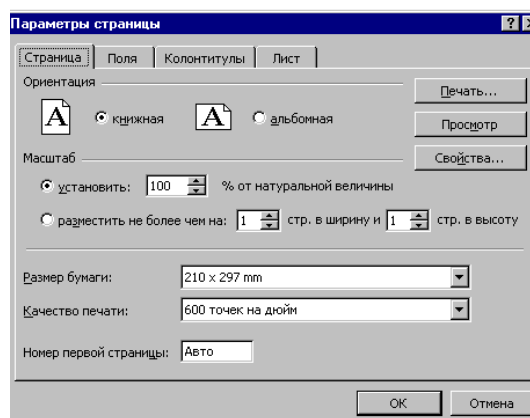 Параметры страницы
Страница Поля Колонтитулы Лист
Ориентация
Печать...
A книжная A альбомная
Просмотр
Масштаб
Свойства...
установить: 100 % от натуральной величины
разместить не более чем на: 1 стр. в ширину и 1 стр. в высоту
Размер бумаги: 210 x 297 mm
Качество печати: 600 точек на дюйм
Номер первой страницы: Авто
OK Отмена